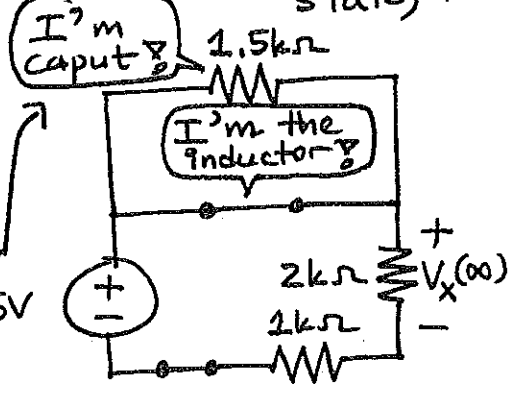 I'm
caput!
1.5kΩ
I'm the
inductor!
+
2kΩ
Vx(∞)
−
+
−
5V
1kΩ